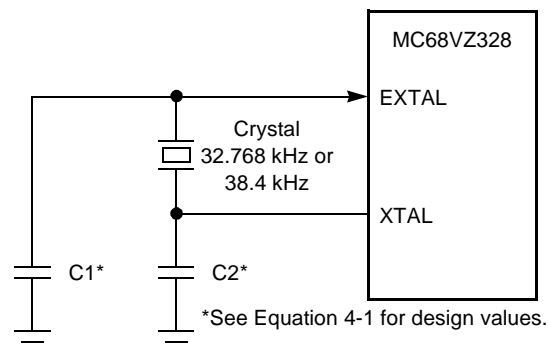 MC68VZ328
EXTAL
Crystal
32.768 kHz or
38.4 kHz
XTAL
C1*
C2*
*See Equation 4-1 for design values.